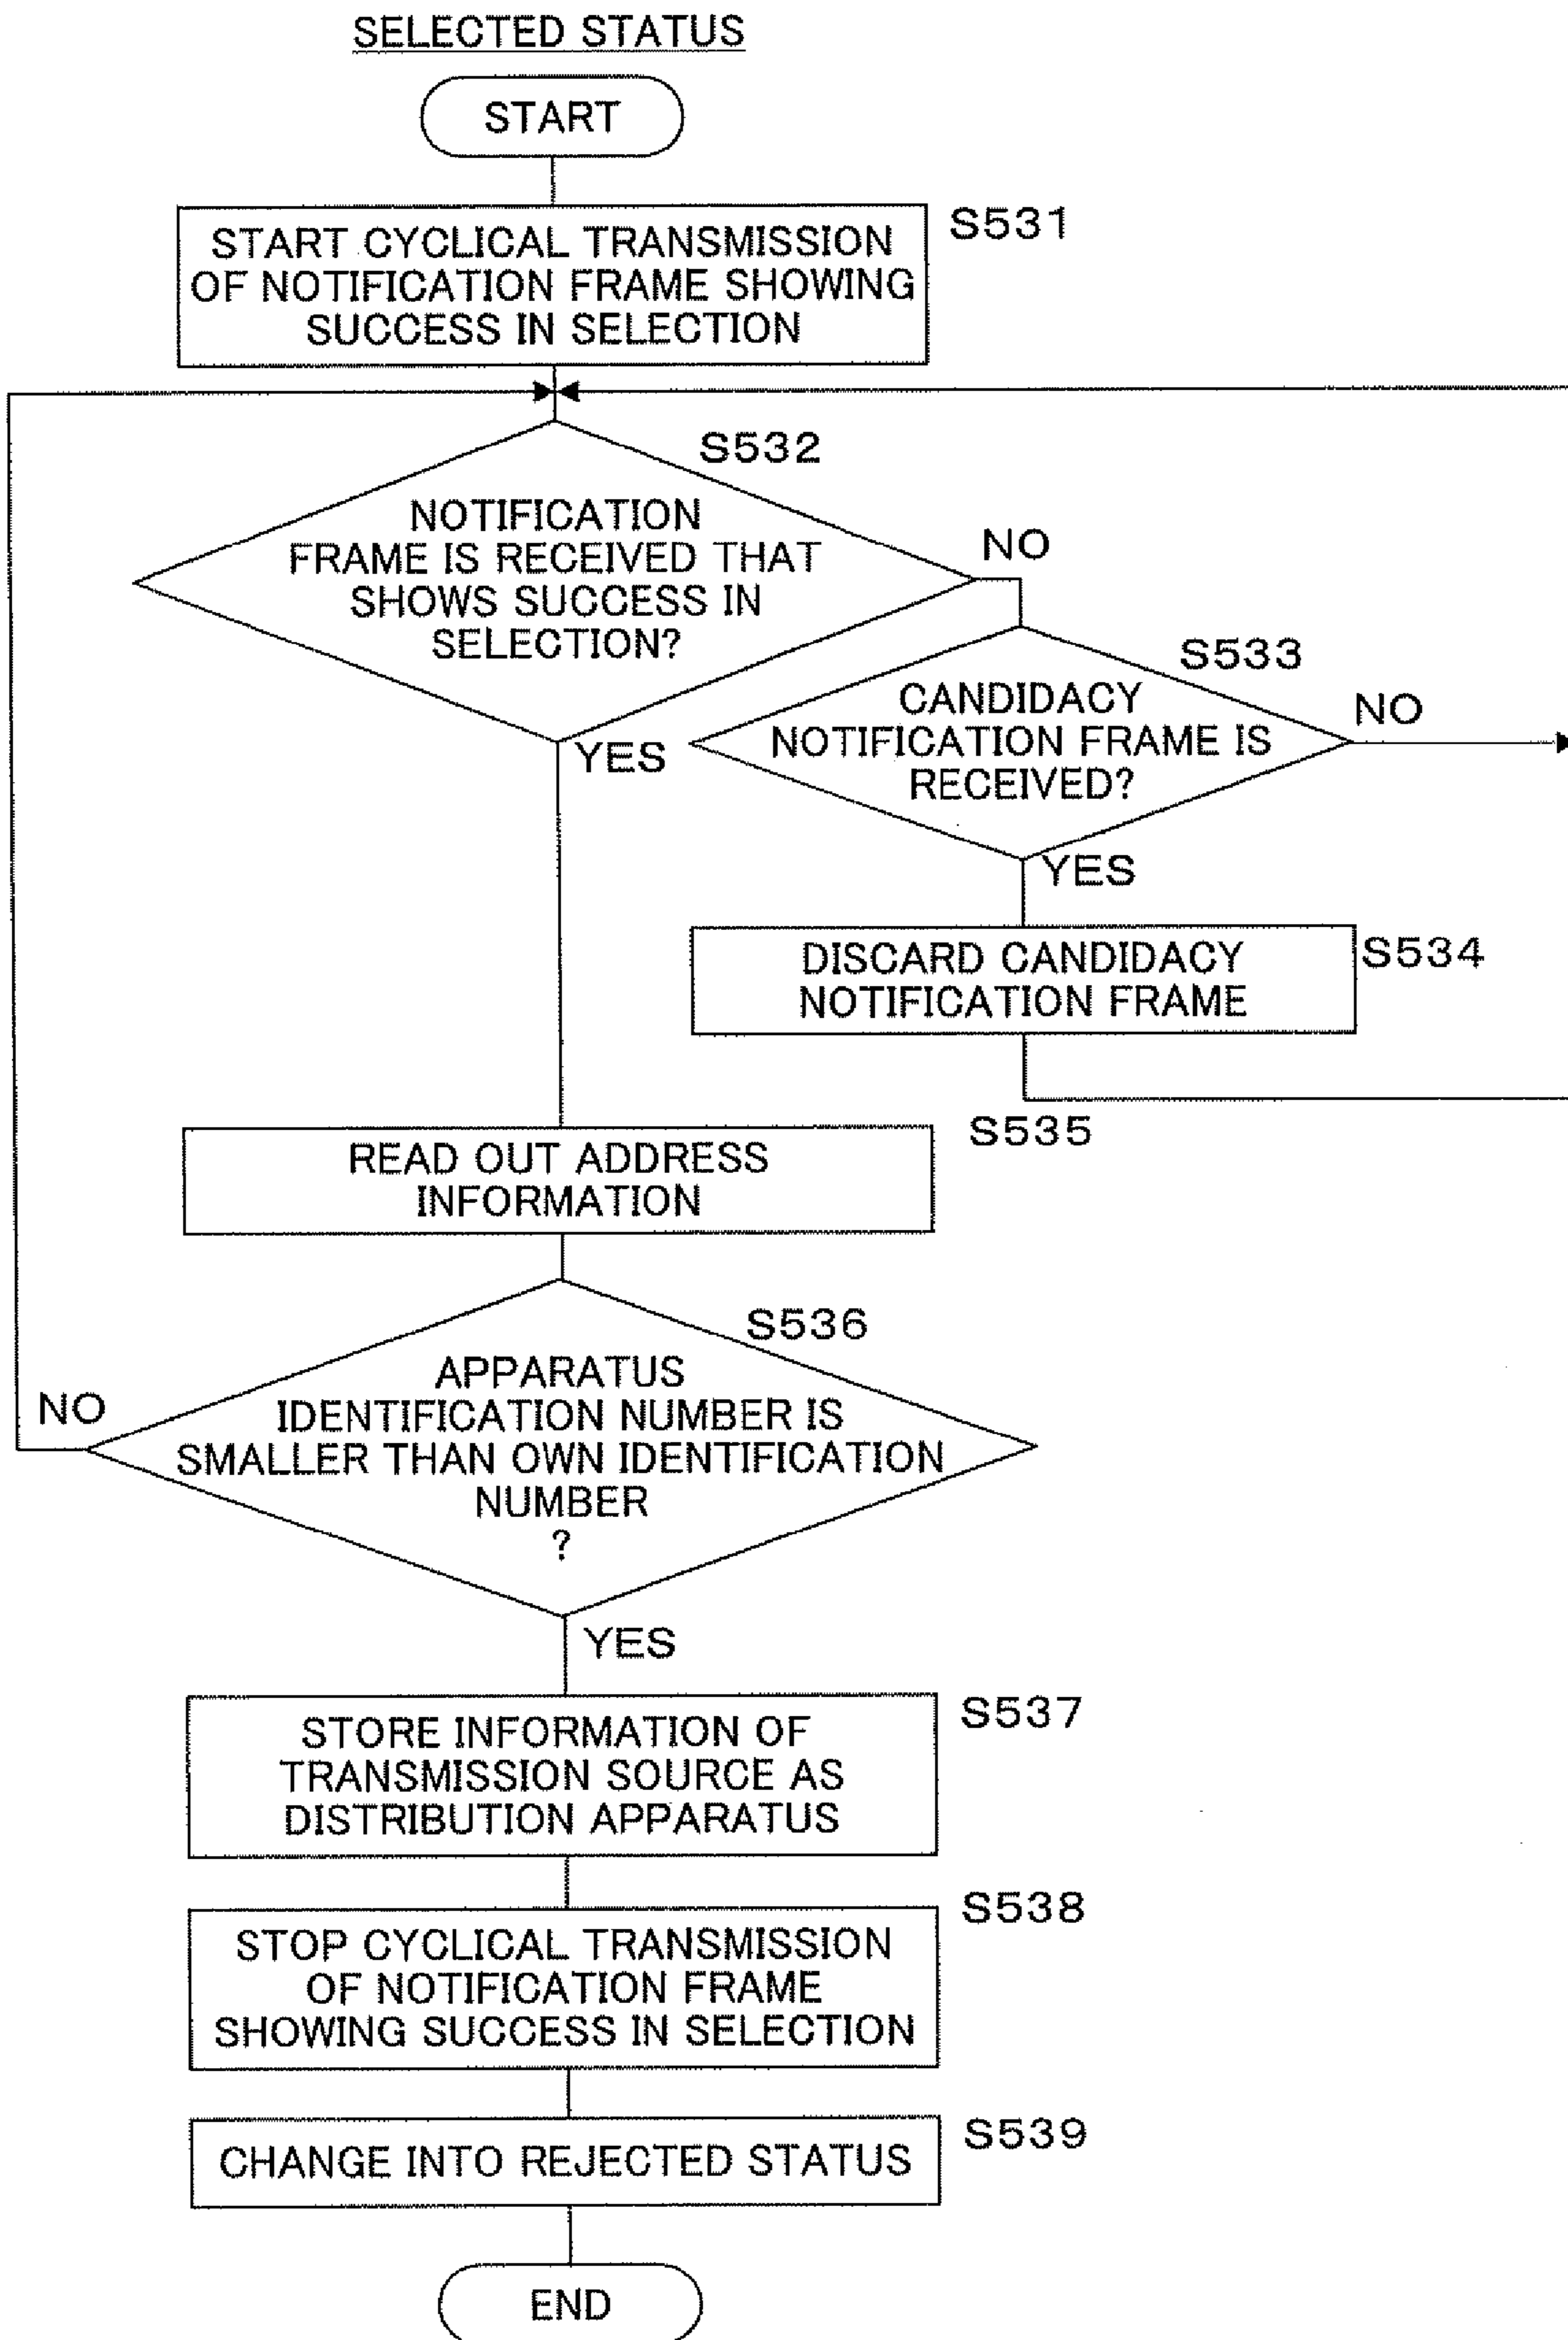 SELECTED STATUS
START
S531
START CYCLICAL TRANSMISSION
OF NOTIFICATION FRAME SHOWING
SUCCESS IN SELECTION
S532
NOTIFICATION
FRAME IS RECEIVED THAT
SHOWS SUCCESS IN
SELECTION?
NO
YES
S533
CANDIDACY
NOTIFICATION FRAME IS
RECEIVED?
NO
YES
S534
DISCARD CANDIDACY
NOTIFICATION FRAME
S535
READ OUT ADDRESS
INFORMATION
S536
APPARATUS
IDENTIFICATION NUMBER IS
SMALLER THAN OWN IDENTIFICATION
NUMBER
?
NO
YES
S537
STORE INFORMATION OF
TRANSMISSION SOURCE AS
DISTRIBUTION APPARATUS
S538
STOP CYCLICAL TRANSMISSION
OF NOTIFICATION FRAME
SHOWING SUCCESS IN SELECTION
S539
CHANGE INTO REJECTED STATUS
END